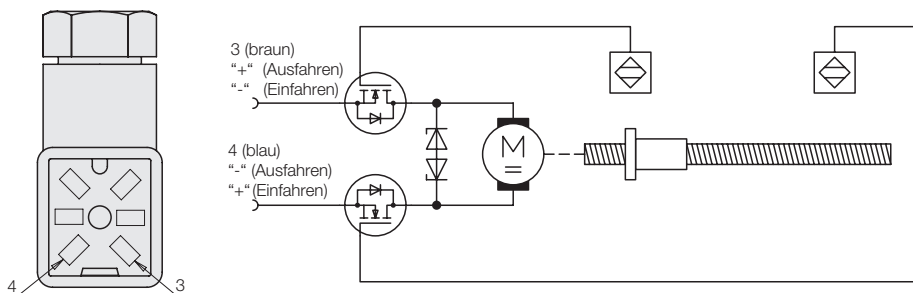 3 (braun)
“+“ (Ausfahren)
“-“ (Einfahren)
4 (blau)
“-“ (Ausfahren)
“+“(Einfahren)
M
4
3